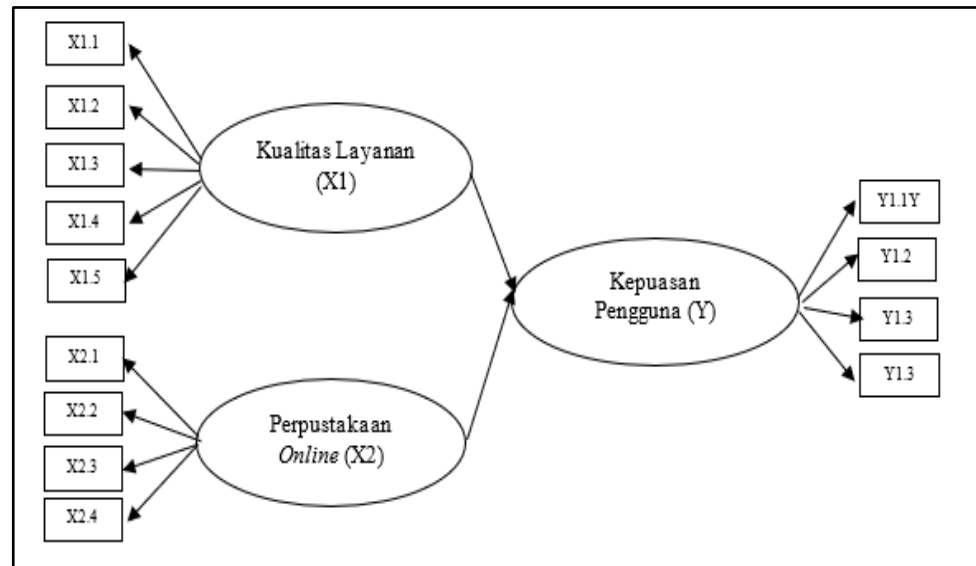 X1.1
X1.2
X1.3
X1.4
X1.5
Kualitas Layanan
(X1)
X2.1
X2.2
X2.3
X2.4
Perpustakaan
Online (X2)
Kepuasan
Pengguna (Y)
Y1.1Y
Y1.2
Y1.3
Y1.3